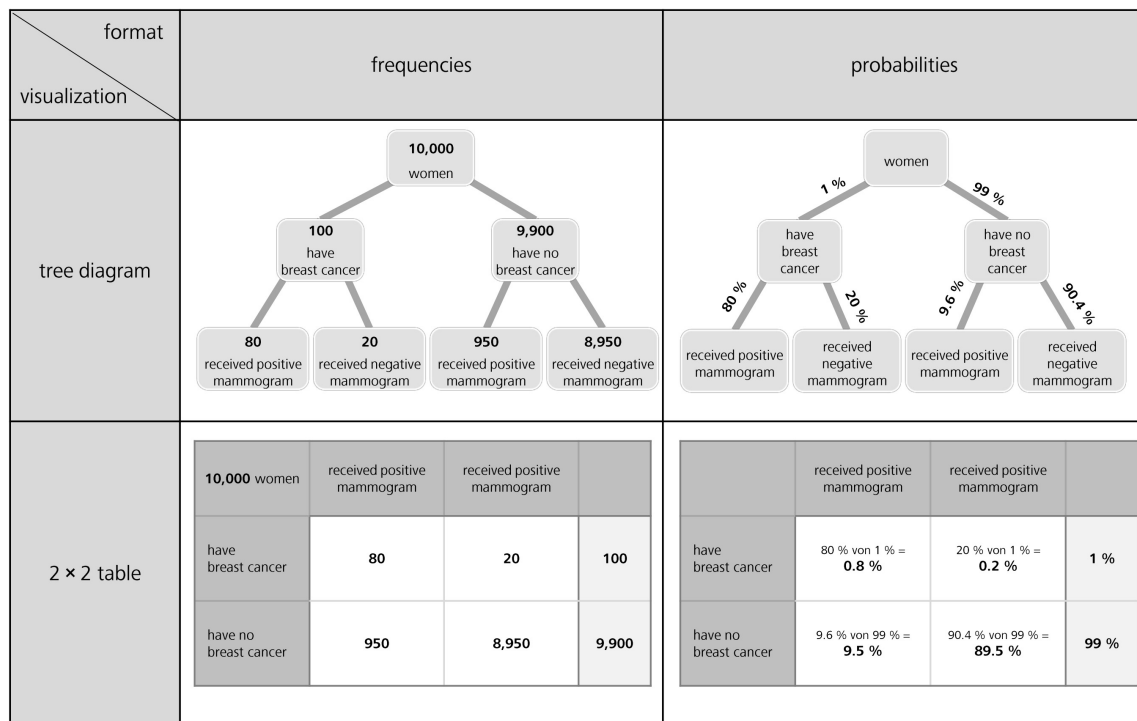 format
visualization
frequencies
probabilities
tree diagram
10,000
women
100
have
breast cancer
9,900
have no
breast cancer
80
received positive
mammogram
20
received negative
mammogram
950
received positive
mammogram
8,950
received negative
mammogram
women
1 %
99 %
have
breast
cancer
have no
breast
cancer
80 %
20 %
9.6 %
90.4 %
received positive
mammogram
received
negative
mammogram
received positive
mammogram
received
negative
mammogram
2 × 2 table
10,000 women
received positive
mammogram
received positive
mammogram
have
breast cancer
80
20
100
have no
breast cancer
950
8,950
9,900
received positive
mammogram
received positive
mammogram
have
breast cancer
80 % von 1 % =
0.8 %
20 % von 1 % =
0.2 %
1 %
have no
breast cancer
9.6 % von 99 % =
9.5 %
90.4 % von 99 % =
89.5 %
99 %